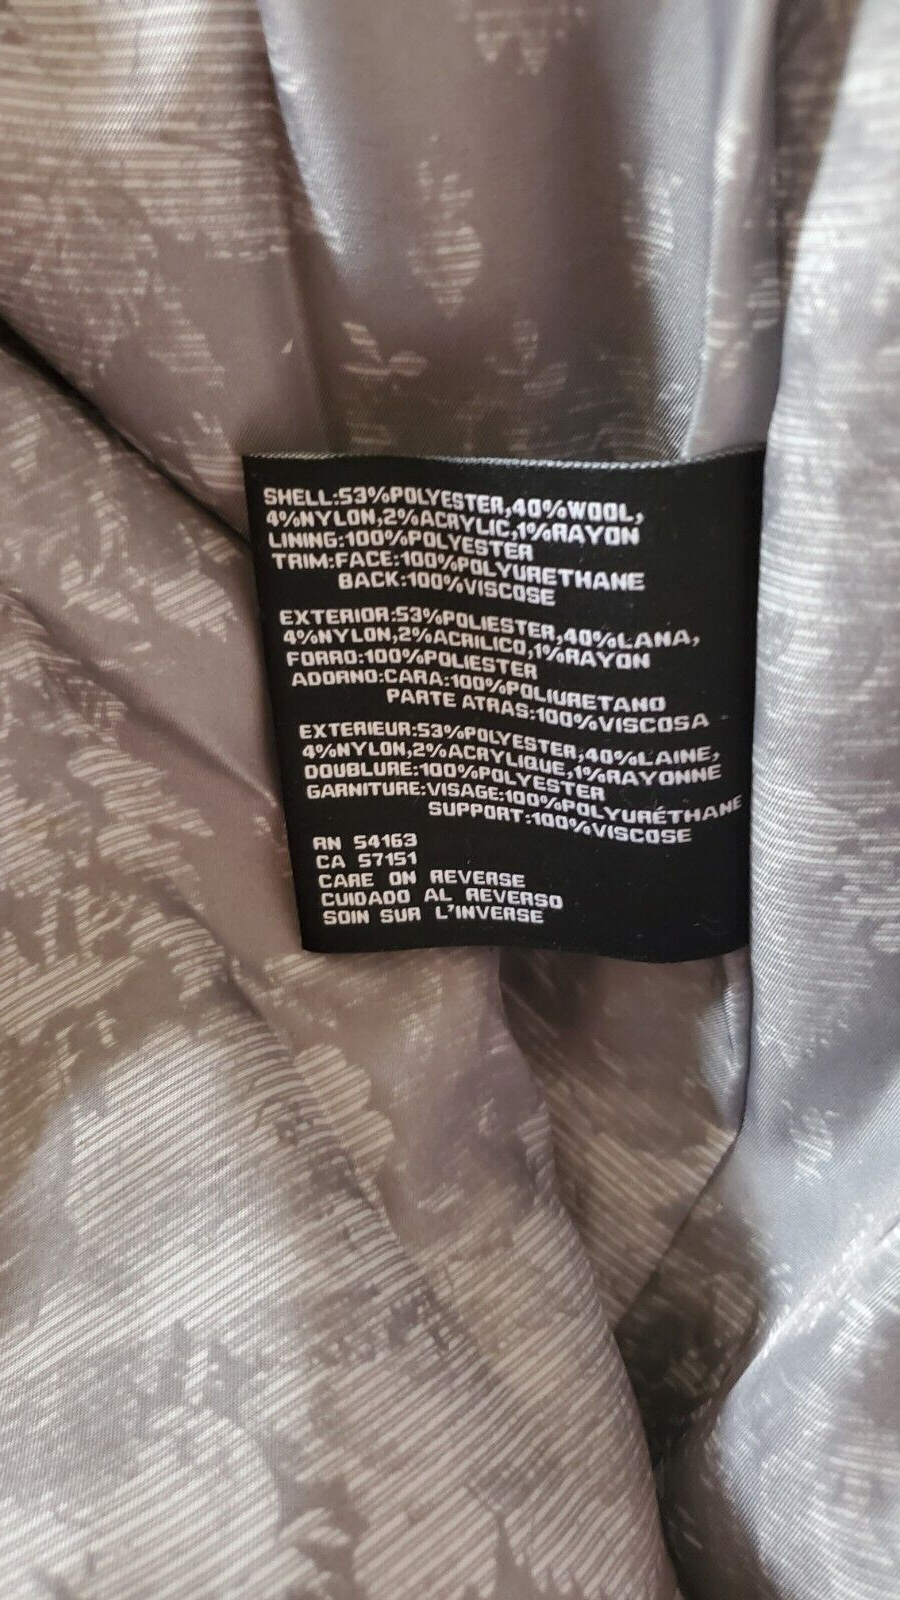 SHELL:53%POLYESTER,40%WOOL,
4%NYLON,2%ACRYLIC,1%RAYON
LINING:100%POLYESTER
TRIM:FACE:100%POLYURETHANE
BACK:100%VISCOSE
EXTERIOR:53%POLIESTER,40%LANA,
4%NYLON,2%ACRILICO,1%RAYON
FORRO:100%POLIESTER
ADORNO:CARA:100%POLIURETANO
PARTE ATRAS:100%VISCOSA
EXTERIEUR:53%POLYESTER,40%LAINE,
4%NYLON,2%ACRYLIQUE,1%RAYONNE
DOUBLURE:100%POLYESTER
GARNITURE:VISAGE:100%POLYURÉTHANE
SUPPORT:100%VISCOSE
RN 54163
CA 57151
CARE ON REVERSE
CUIDADO AL REVERSO
SOIN SUR L'INVERSE